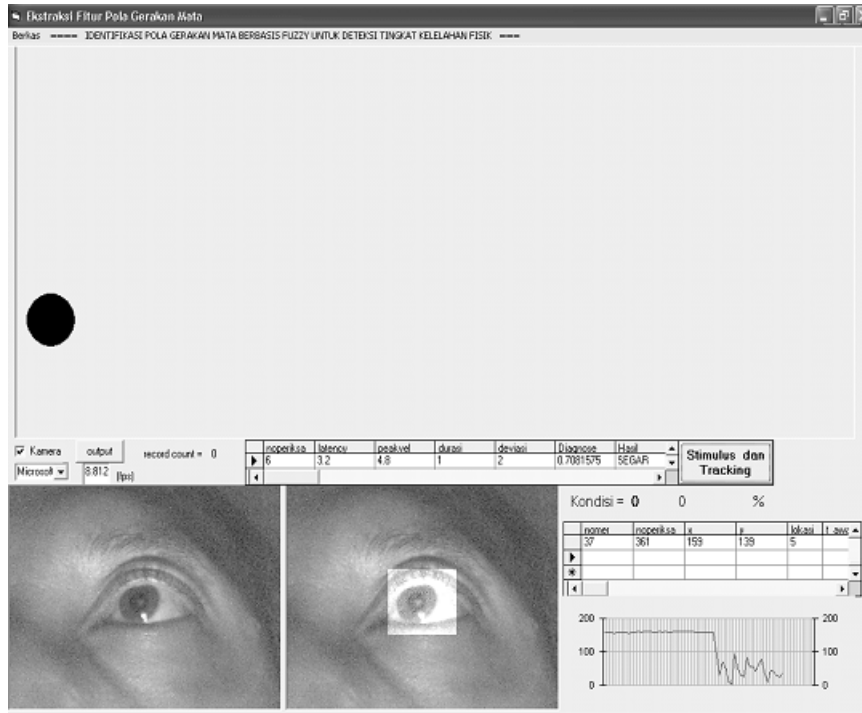 Ekstraksi Fitur Pola Gerakan Mata
Berkas ==== IDENTIFIKASI POLA GERAKAN MATA BERBASIS FUZZY UNTUK DETEKSI TINGKAT KELELAHAN FISIK ===
Kamera output record count = 0
Microsoft 8.812 (fps)
noperiksa latency peakvel durasi deviasi Diagnose Hasil
6 3.2 4.8 1 2 0.7081575 SEGAR
Stimulus dan
Tracking
Kondisi = 0 0 %
nomer noperiksa x y lokasi t_awa
37 361 159 139 5
200 200
100 100
0 0